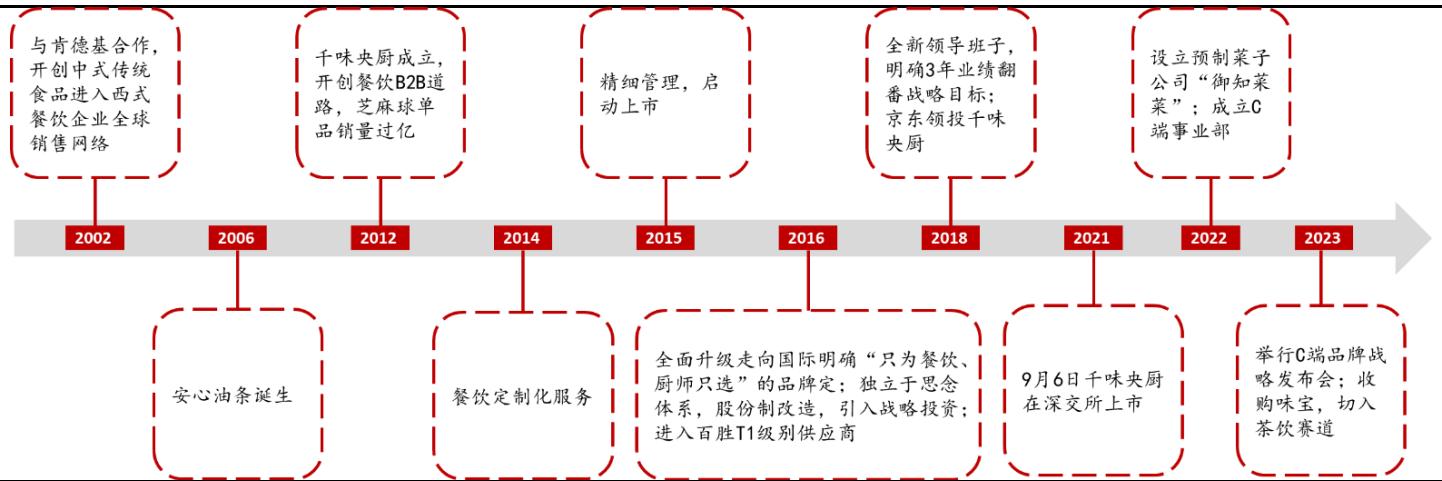 与肯德基合作，
开创中式传统
食品进入西式
餐饮企业全球
销售网络
千味央厨成立，
开创餐饮B2B道
路，芝麻球单
品销量过亿
精细管理，启
动上市
全新领导班子，
明确3年业绩翻
番战略目标；
京东领投千味
央厨
设立预制菜子
公司“御知菜
菜”；成立C
端事业部
2002
2006
2012
2014
2015
2016
2018
2021
2022
2023
安心油条诞生
餐饮定制化服务
全面升级走向国际明确“只为餐饮、
厨师只选”的品牌定；独立于思念
体系，股份制改造，引入战略投资；
进入百胜T1级别供应商
9月6日千味央厨
在深交所上市
举行C端品牌战
略发布会；收
购味宝，切入
茶饮赛道